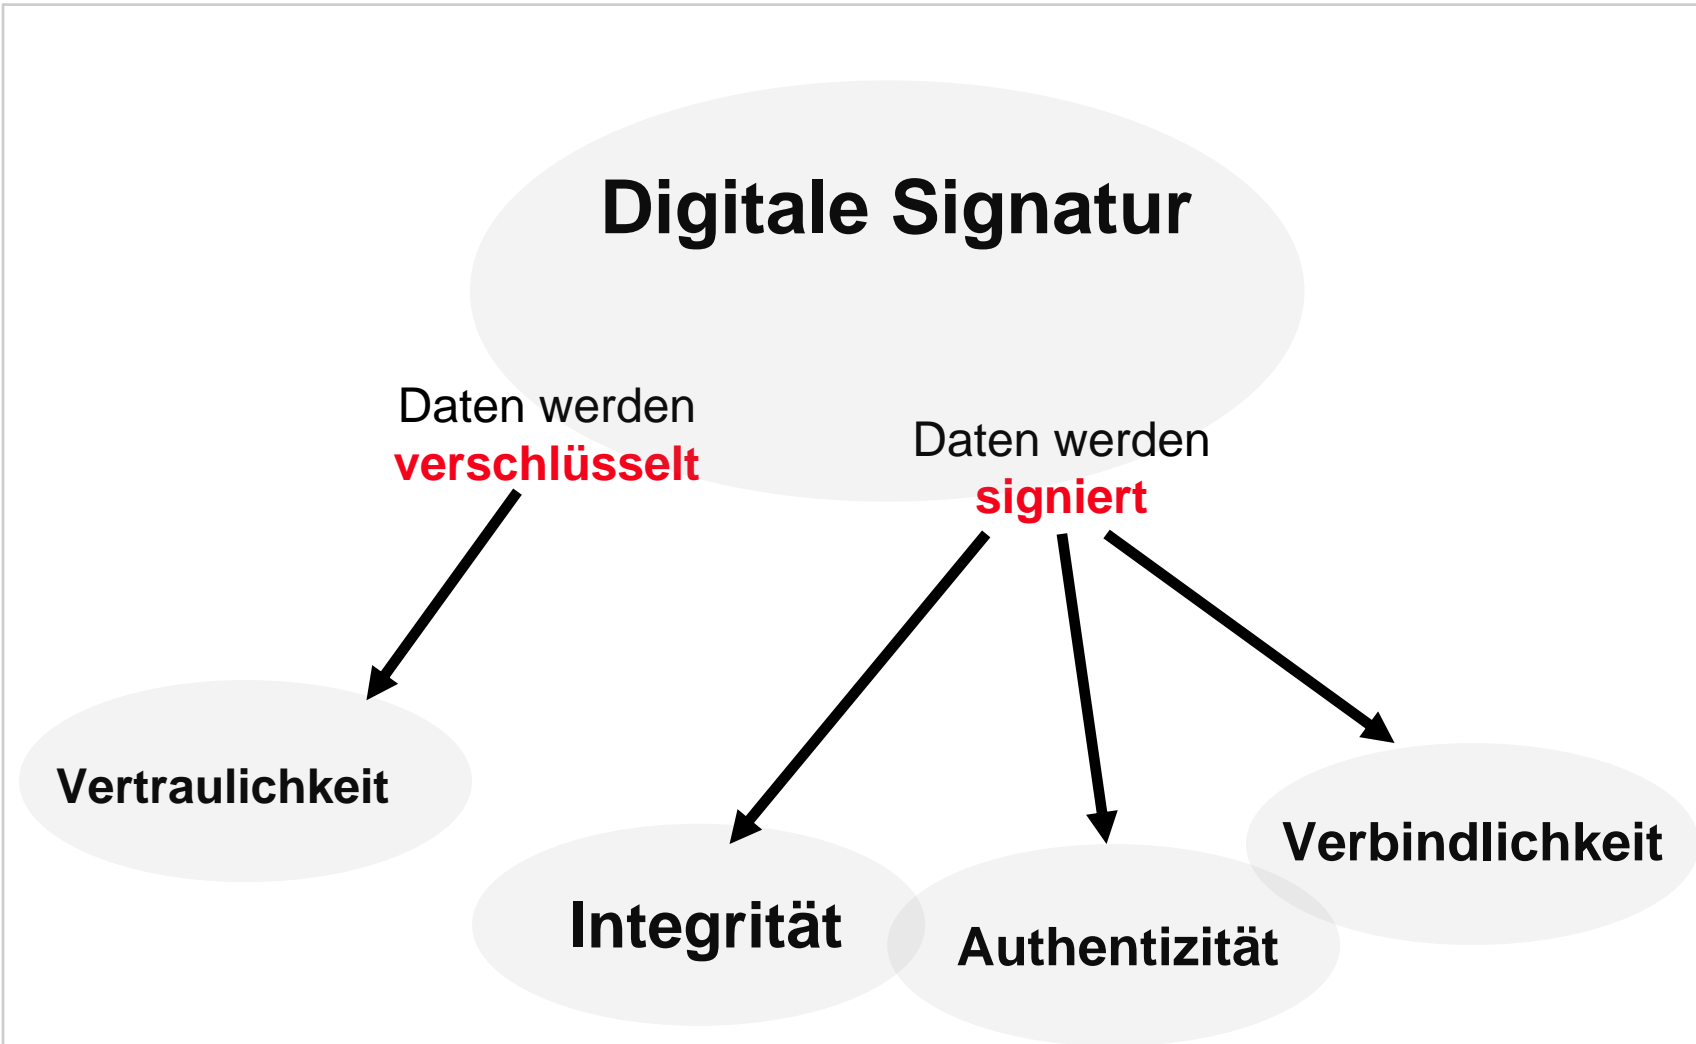 Digitale Signatur
Daten werden
verschlüsselt
Daten werden
signiert
Vertraulichkeit
Integrität
Authentizität
Verbindlichkeit